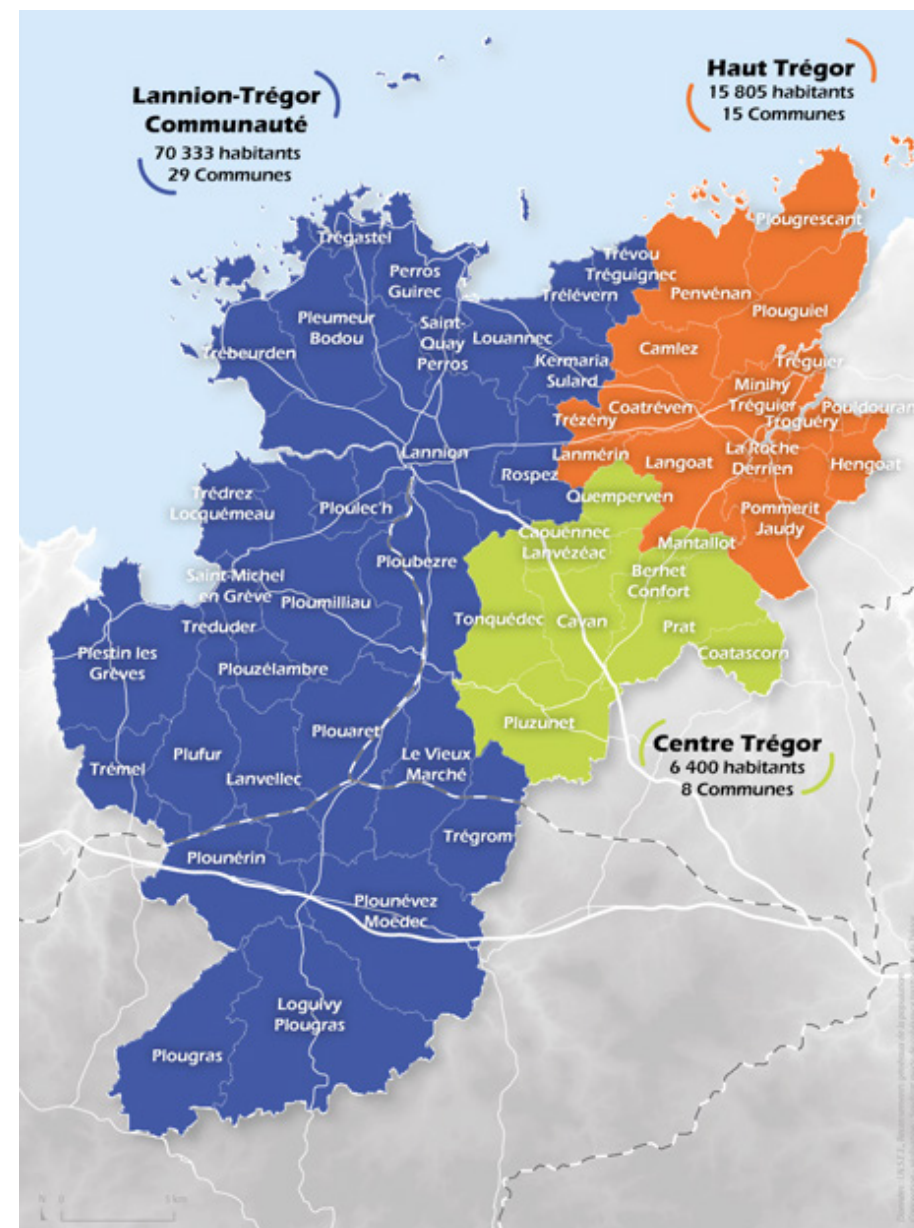 Lannion-Trégor
Communauté
70 333 habitants
29 Communes
Haut Trégor
15 805 habitants
15 Communes
Plougrescant
Trégastel
Perros
Guirec
Trévou
Tréguignec
Trélévern
Penvénan
Plouguiel
Pleumeur
Bodou
Saint-
Quay
Perros
Louannec
Trébeurden
Kermaria
Sulard
Camlez
Tréguier
Minihy
Tréguier
Troguéry
Pouldouran
Trézény
Coatréven
Lannion
Lanmérin
Langoat
La Roche
Derrien
Hengoat
Rospez
Quemperven
Trédrez
Locquémeau
Ploulec'h
Pommerit
Jaudy
Caouënnec
Lanvézéac
Mantallot
Ploubezre
Berhet
Confort
Saint-Michel
en Grève
Ploumilliau
Tonquédec
Cavan
Prat
Treduder
Coatascorn
Plestin les
Grèves
Plouzélambre
Plouaret
Pluzunet
Trémel
Plufur
Lanvellec
Le Vieux
Marché
Centre Trégor
6 400 habitants
8 Communes
Trégrom
Plounérin
Plounévez
Moëdec
Loguivy
Plougras
Plougras
N 0 5 km